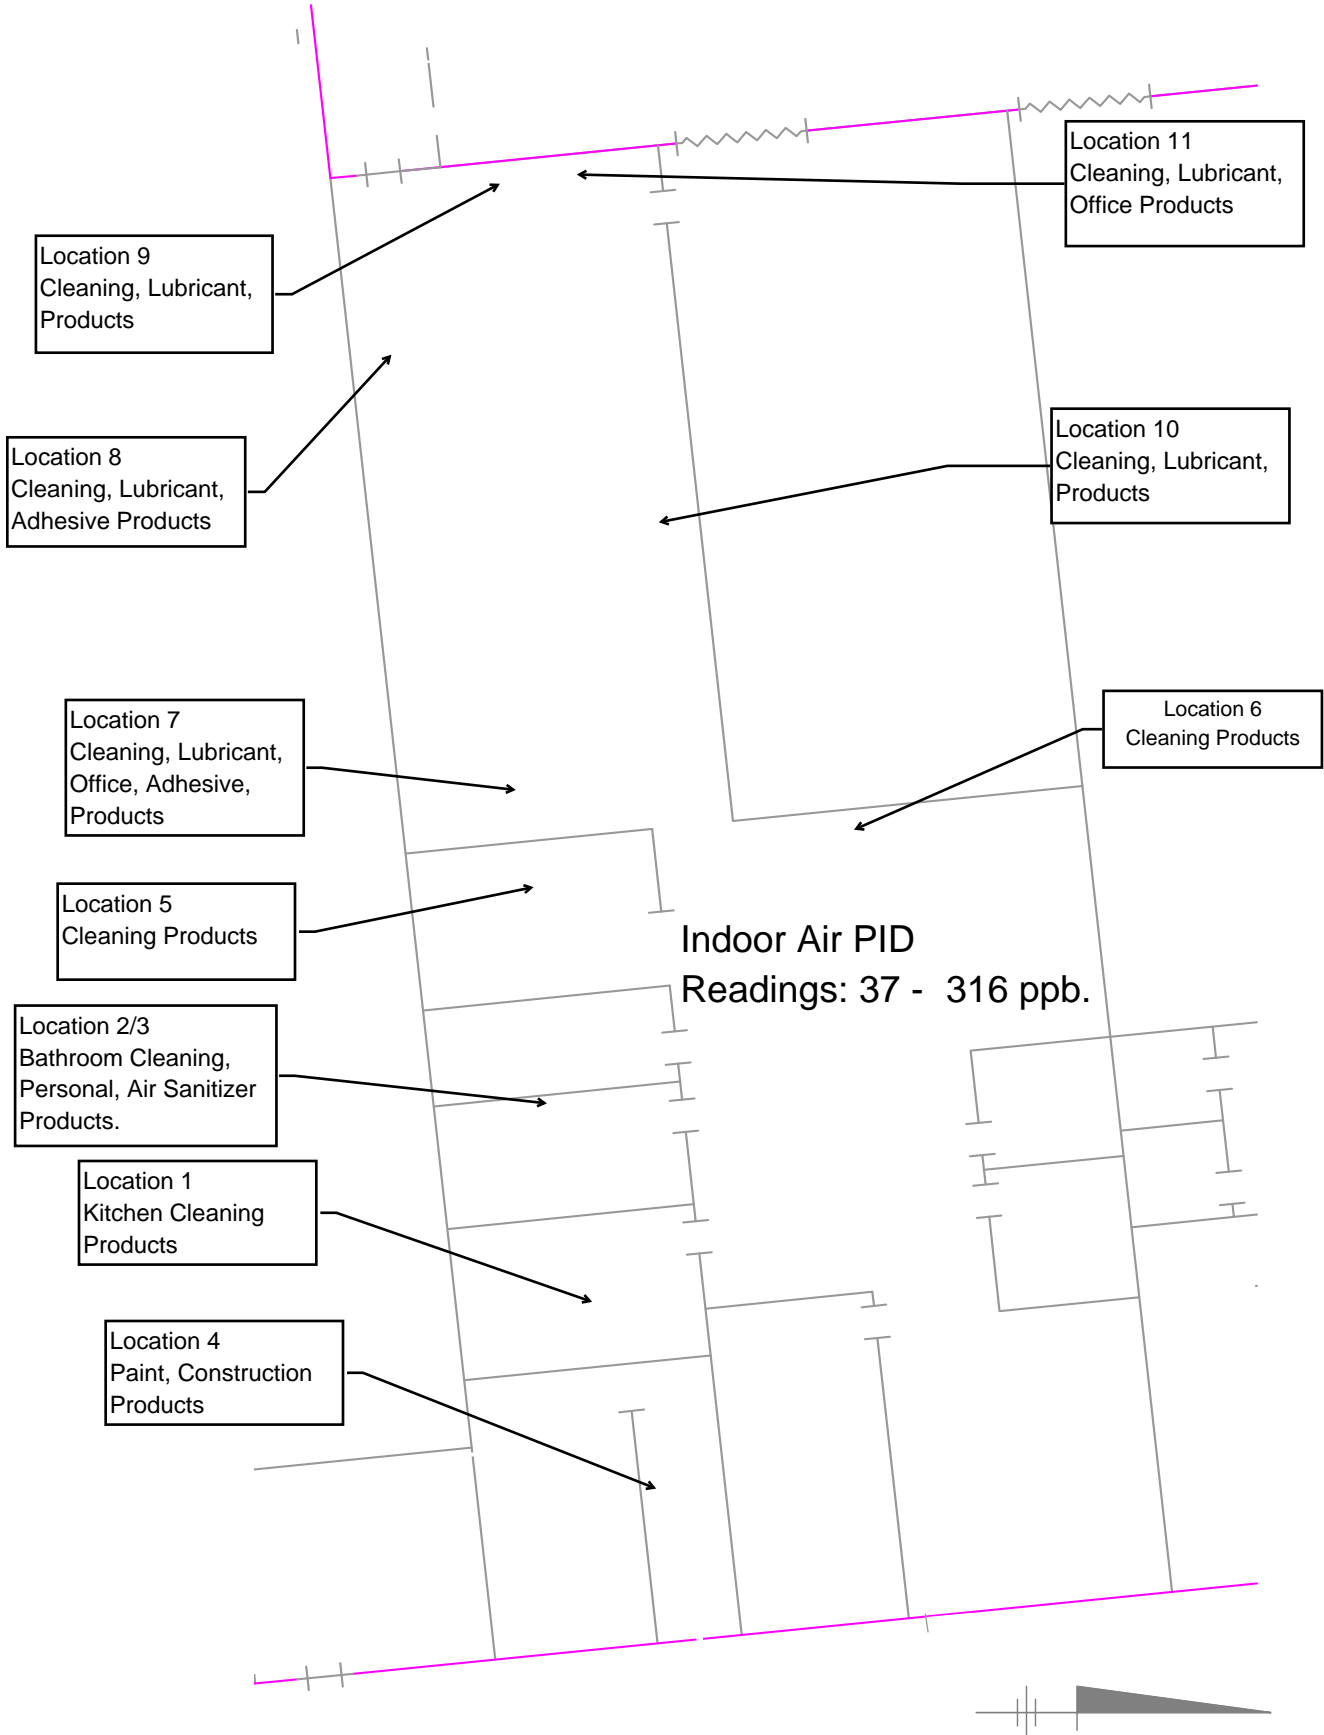 Location 11
Cleaning, Lubricant,
Office Products
Location 9
Cleaning, Lubricant,
Products
Location 10
Cleaning, Lubricant,
Products
Location 8
Cleaning, Lubricant,
Adhesive Products
Location 7
Cleaning, Lubricant,
Office, Adhesive,
Products
Location 6
Cleaning Products
Location 5
Cleaning Products
Indoor Air PID
Readings: 37 - 316 ppb.
Location 2/3
Bathroom Cleaning,
Personal, Air Sanitizer
Products.
Location 1
Kitchen Cleaning
Products
Location 4
Paint, Construction
Products